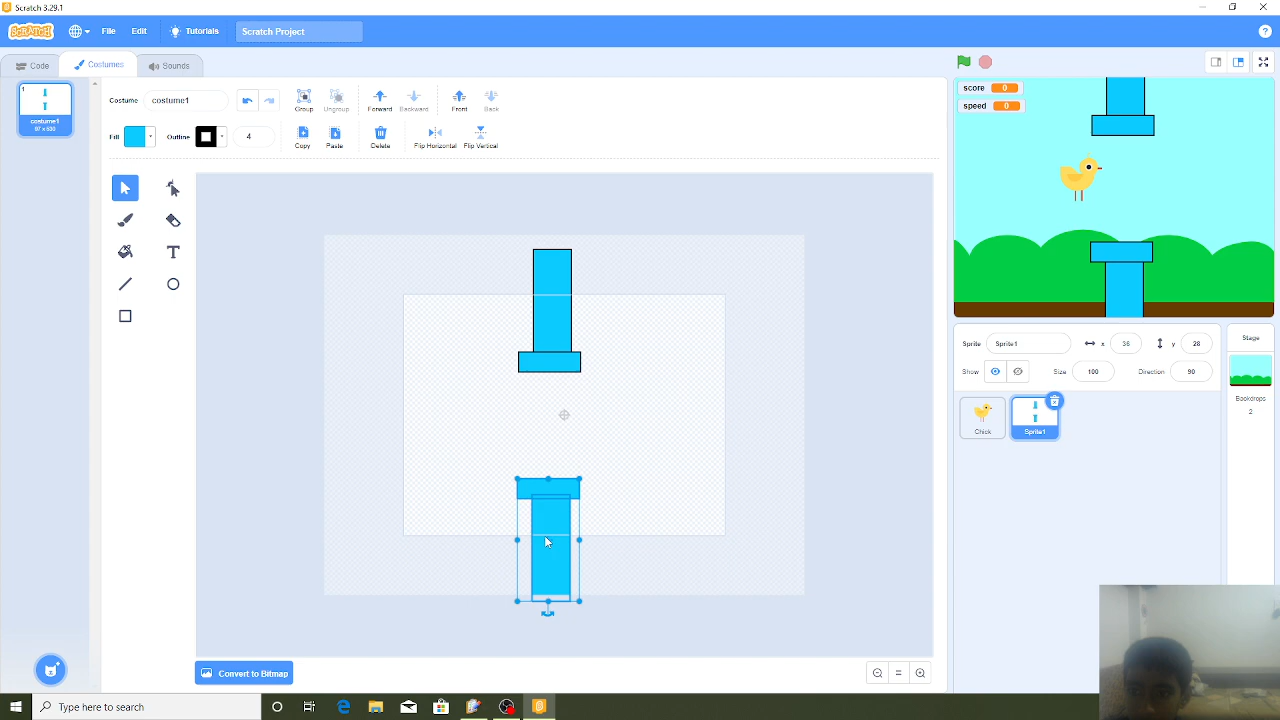 Scratch 3.29.1
SCRATCH
File
Edit
Tutorials
Scratch Project
?
Code
Costumes
Sounds
1
costume1
Costume
costume1
Group
Ungroup
Forward
Backward
Front
Back
Fill
Outline
4
Copy
Paste
Delete
Flip Horizontal
Flip Vertical
T
score 0
speed 0
Sprite
Sprite1
x
36
y
28
Show
Size
100
Direction
90
Stage
Backdrops
2
Chick
Sprite1
Convert to Bitmap
Type here to search